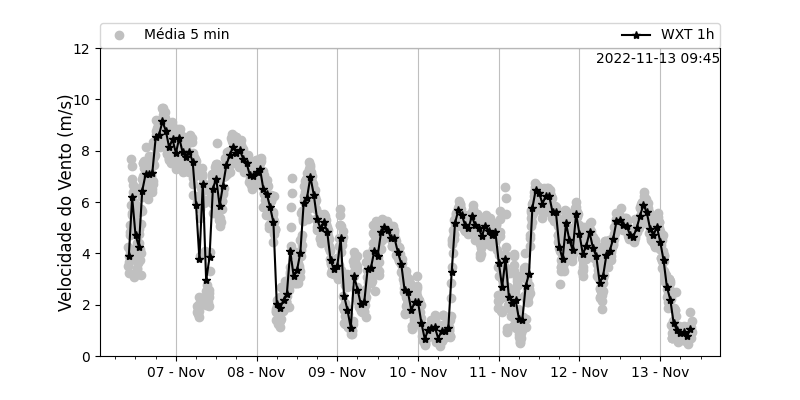 Média 5 min
WXT 1h
2022-11-13 09:45
Velocidade do Vento (m/s)
12
10
8
6
4
2
0
07 - Nov
08 - Nov
09 - Nov
10 - Nov
11 - Nov
12 - Nov
13 - Nov